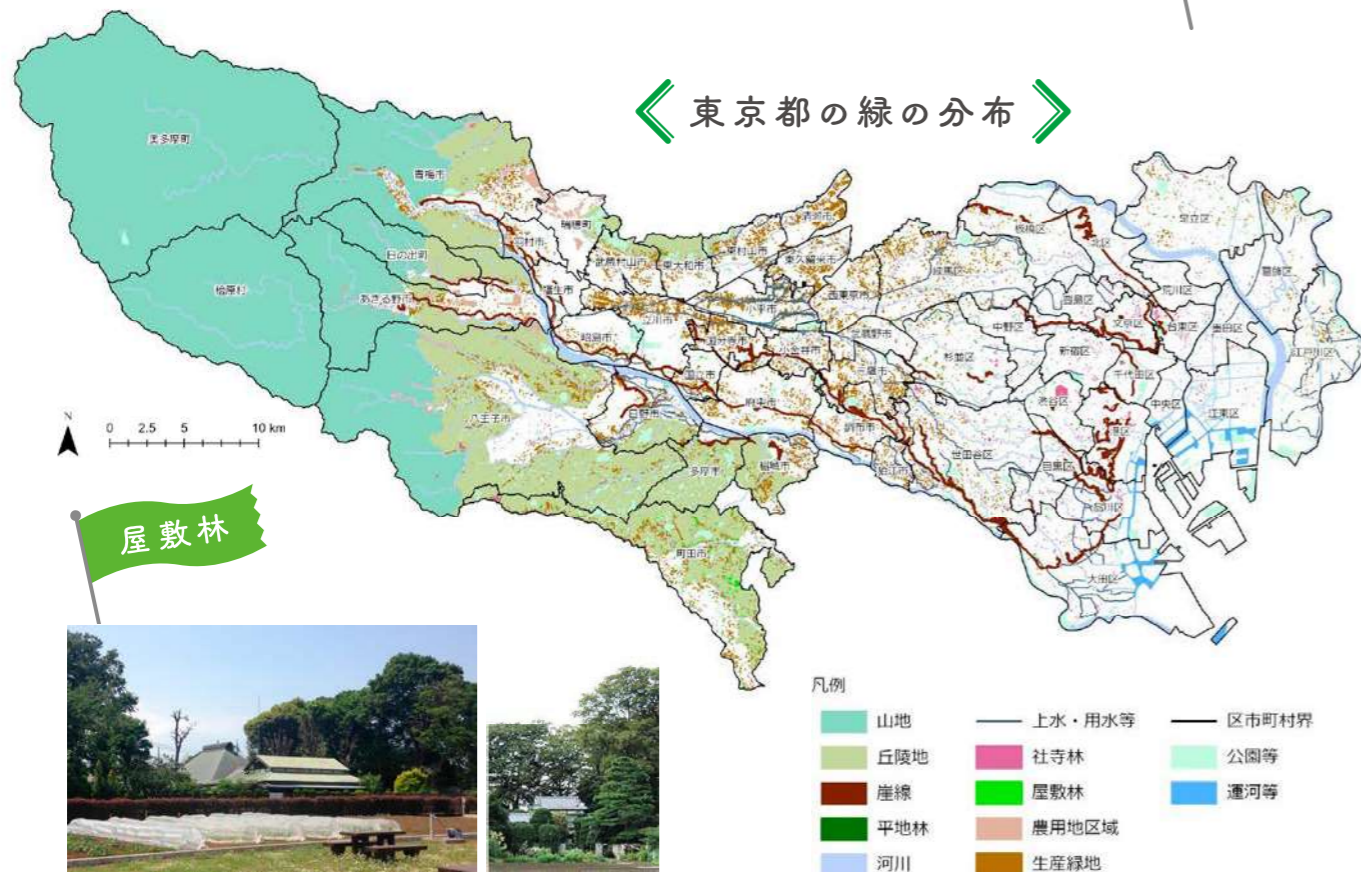 東京都の緑の分布
奥多摩町
青梅市
瑞穂町
羽村市
日の出町
武蔵村山市
東大和市
東村山市
清瀬市
東久留米市
檜原村
あきる野市
福生市
立川市
小平市
西東京市
練馬区
板橋区
北区
足立区
葛飾区
荒川区
豊島区
文京区
台東区
墨田区
江戸川区
昭島市
国分寺市
小金井市
武蔵野市
中野区
杉並区
新宿区
千代田区
国立市
三鷹市
渋谷区
中央区
江東区
八王子市
日野市
府中市
調布市
港区
多摩市
稲城市
狛江市
世田谷区
目黒区
品川区
町田市
大田区
N
0 2.5 5 10 km
屋敷林
凡例
山地
上水・用水等
区市町村界
丘陵地
社寺林
公園等
崖線
屋敷林
運河等
平地林
農用地区域
河川
生産緑地